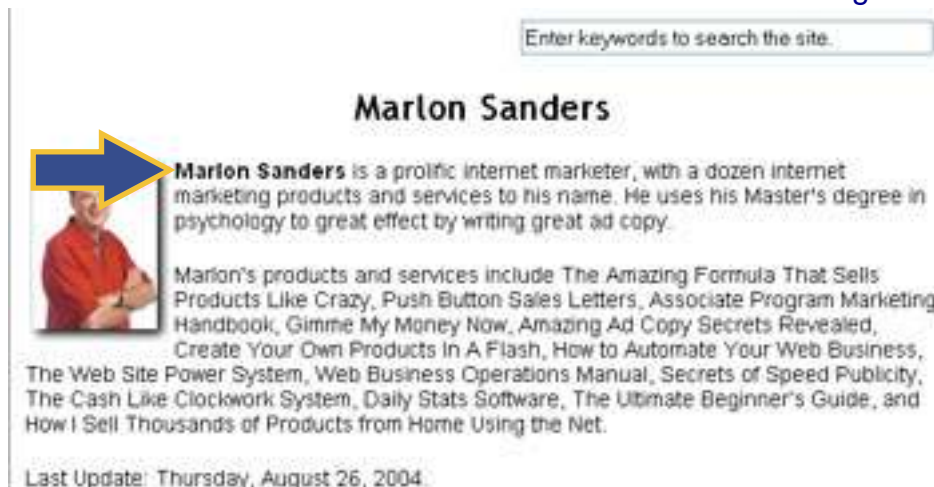 Enter keywords to search the site.
Marlon Sanders
Marlon Sanders is a prolific internet marketer, with a dozen internet
marketing products and services to his name. He uses his Master's degree in
psychology to great effect by writing great ad copy.
Marlon's products and services include The Amazing Formula That Sells
Products Like Crazy, Push Button Sales Letters, Associate Program Marketing
Handbook, Gimme My Money Now, Amazing Ad Copy Secrets Revealed,
Create Your Own Products In A Flash, How to Automate Your Web Business,
The Web Site Power System, Web Business Operations Manual, Secrets of Speed Publicity,
The Cash Like Clockwork System, Daily Stats Software, The Ultimate Beginner's Guide, and
How I Sell Thousands of Products from Home Using the Net.
Last Update: Thursday, August 26, 2004.